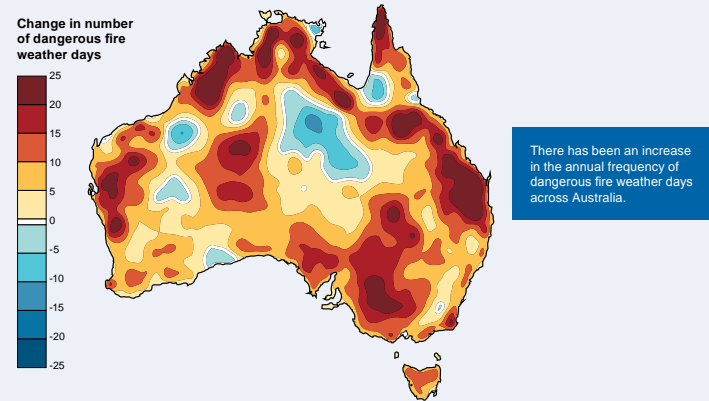 Change in number
of dangerous fire
weather days
25
20
15
10
5
0
-5
-10
-15
-20
-25
There has been an increase
in the annual frequency of
dangerous fire weather days
across Australia.